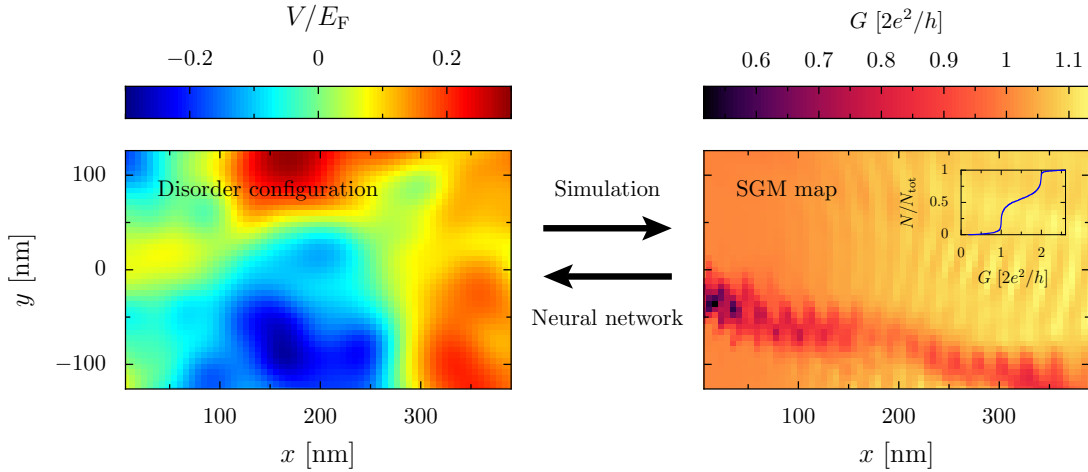 V/E_F
−0.2 0 0.2
G [2e²/h]
0.6 0.7 0.8 0.9 1 1.1
100
0
−100
y [nm]
Disorder configuration
100 200 300
x [nm]
Simulation
Neural network
SGM map
1
0.5
0
N/N_tot
0 1 2
G [2e²/h]
100 200 300
x [nm]